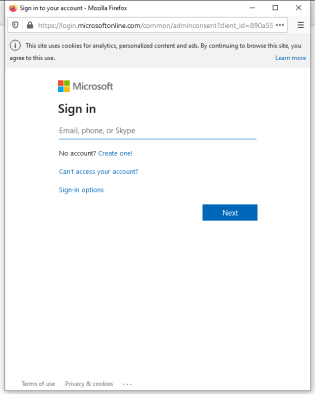 Sign in to your account - Mozilla Firefox
https://login.microsoftonline.com/common/adminconsent?client_id=890a55
This site uses cookies for analytics, personalized content and ads. By continuing to browse this site, you
agree to this use.
Learn more
Microsoft
Sign in
Email, phone, or Skype
No account? Create one!
Can't access your account?
Sign-in options
Next
Terms of use Privacy & cookies ...